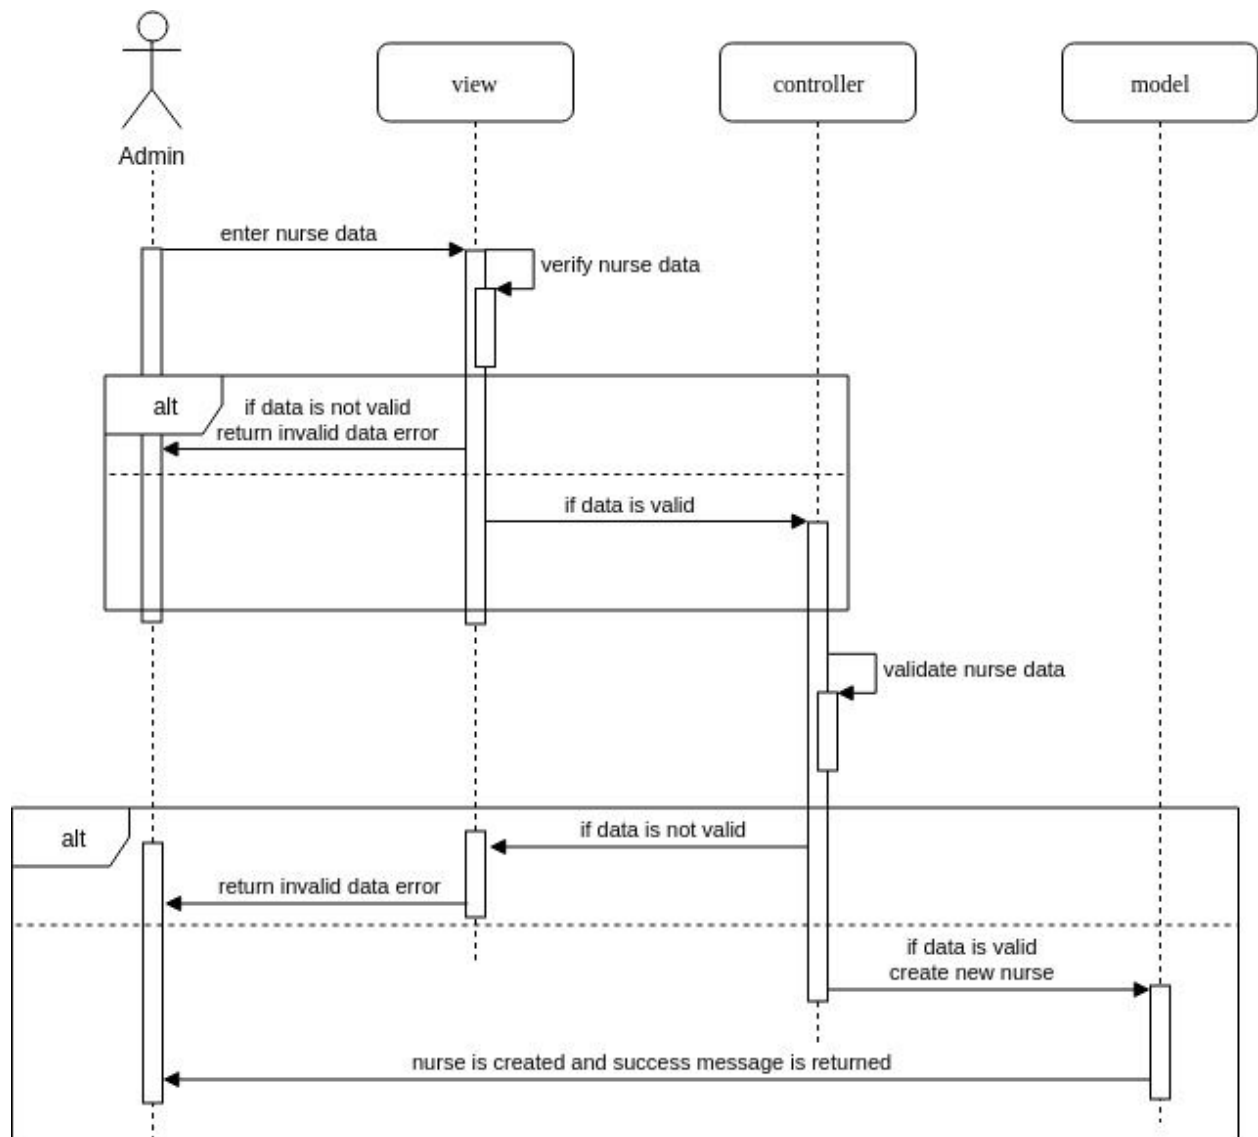 Admin
view
controller
model
enter nurse data
verify nurse data
alt
if data is not valid
return invalid data error
if data is valid
validate nurse data
alt
if data is not valid
return invalid data error
if data is valid
create new nurse
nurse is created and success message is returned